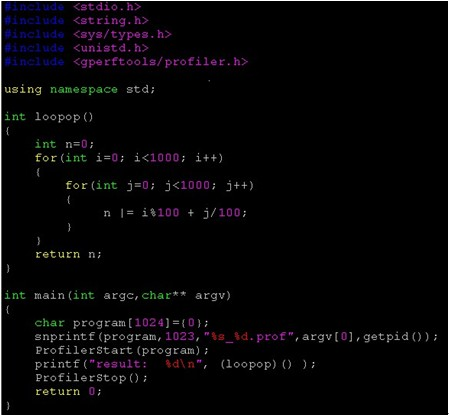 #include <stdio.h>
#include <string.h>
#include <sys/types.h>
#include <unistd.h>
#include <gperftools/profiler.h>
using namespace std;
int loopop()
{
int n=0;
for(int i=0; i<1000; i++)
{
for(int j=0; j<1000; j++)
{
n |= i%100 + j/100;
}
}
return n;
}
int main(int argc,char** argv)
{
char program[1024]={0};
snprintf(program,1023,"%s_%d.prof",argv[0],getpid());
ProfilerStart(program);
printf("result:  %d\n", (loopop)() );
ProfilerStop();
return 0;
}